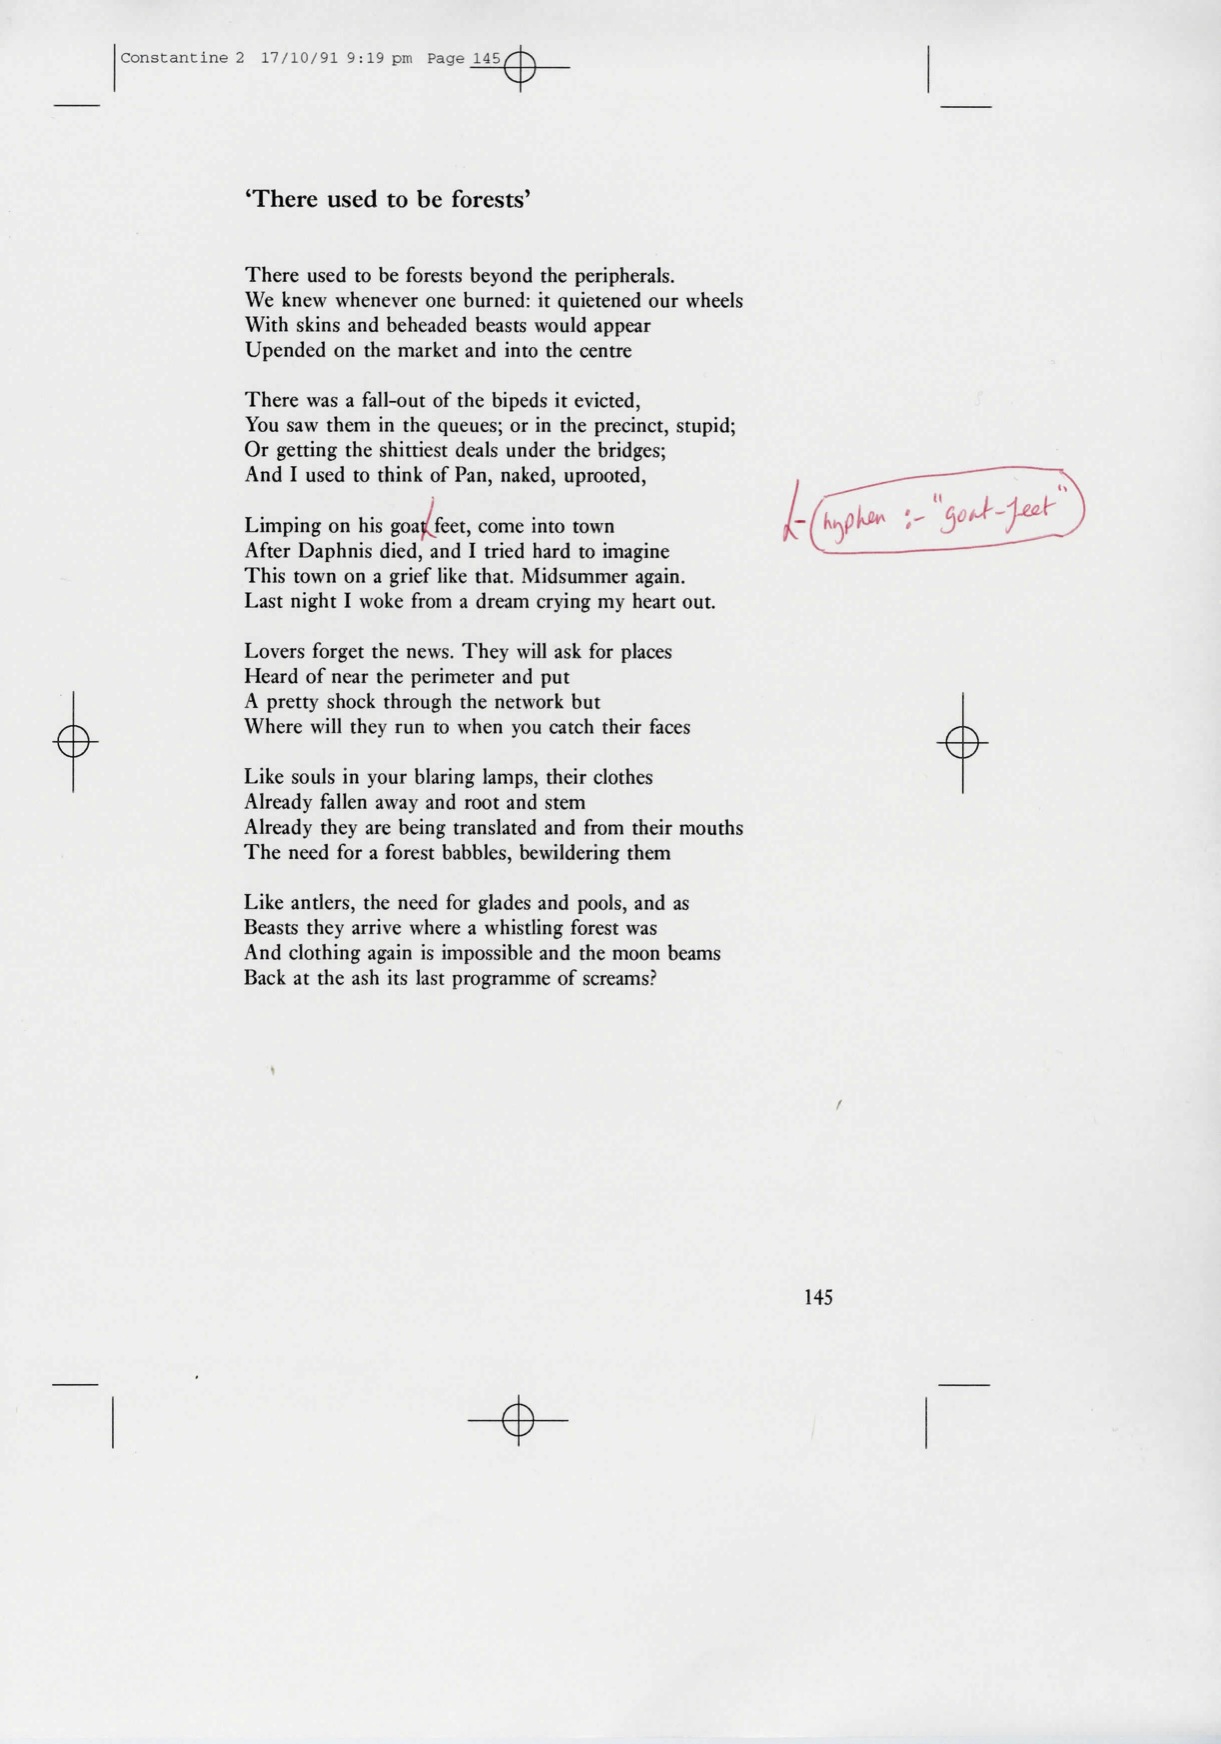 Constantine 2 17/10/91 9:19 pm Page 145
‘There used to be forests’
There used to be forests beyond the peripherals.
We knew whenever one burned: it quietened our wheels
With skins and beheaded beasts would appear
Upended on the market and into the centre
There was a fall-out of the bipeds it evicted,
You saw them in the queues; or in the precinct, stupid;
Or getting the shittiest deals under the bridges;
And I used to think of Pan, naked, uprooted,
Limping on his goat feet, come into town
hyphen :- "goat-feet"
After Daphnis died, and I tried hard to imagine
This town on a grief like that. Midsummer again.
Last night I woke from a dream crying my heart out.
Lovers forget the news. They will ask for places
Heard of near the perimeter and put
A pretty shock through the network but
Where will they run to when you catch their faces
Like souls in your blaring lamps, their clothes
Already fallen away and root and stem
Already they are being translated and from their mouths
The need for a forest babbles, bewildering them
Like antlers, the need for glades and pools, and as
Beasts they arrive where a whistling forest was
And clothing again is impossible and the moon beams
Back at the ash its last programme of screams?
145